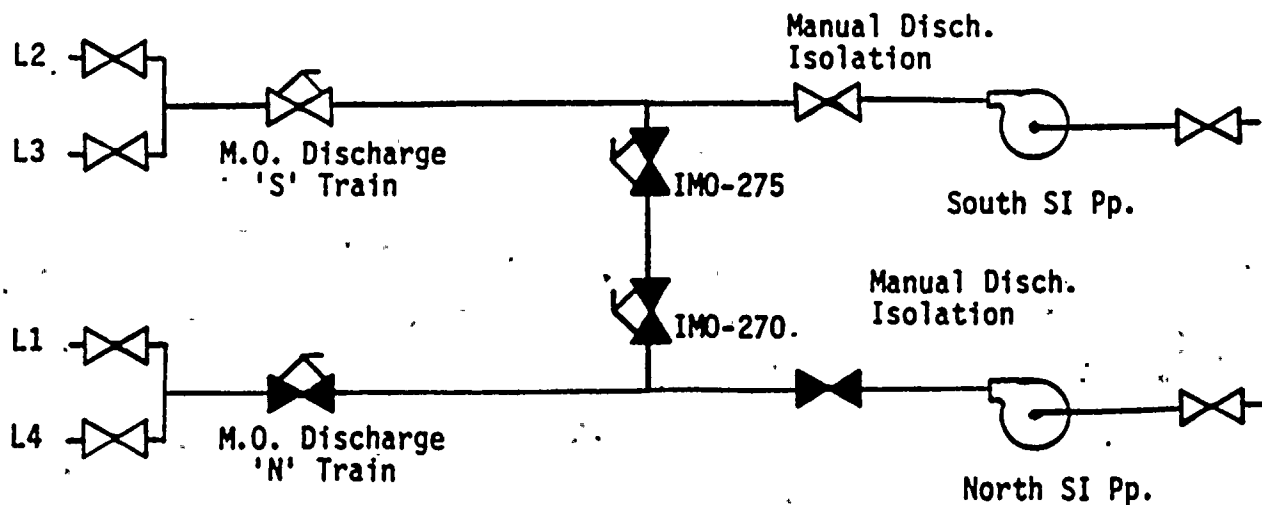 Manual Disch.
Isolation
L2
L3
M.O. Discharge
'S' Train
IMO-275
South SI Pp.
Manual Disch.
Isolation
IMO-270.
L1
L4
M.O. Discharge
'N' Train
North SI Pp.